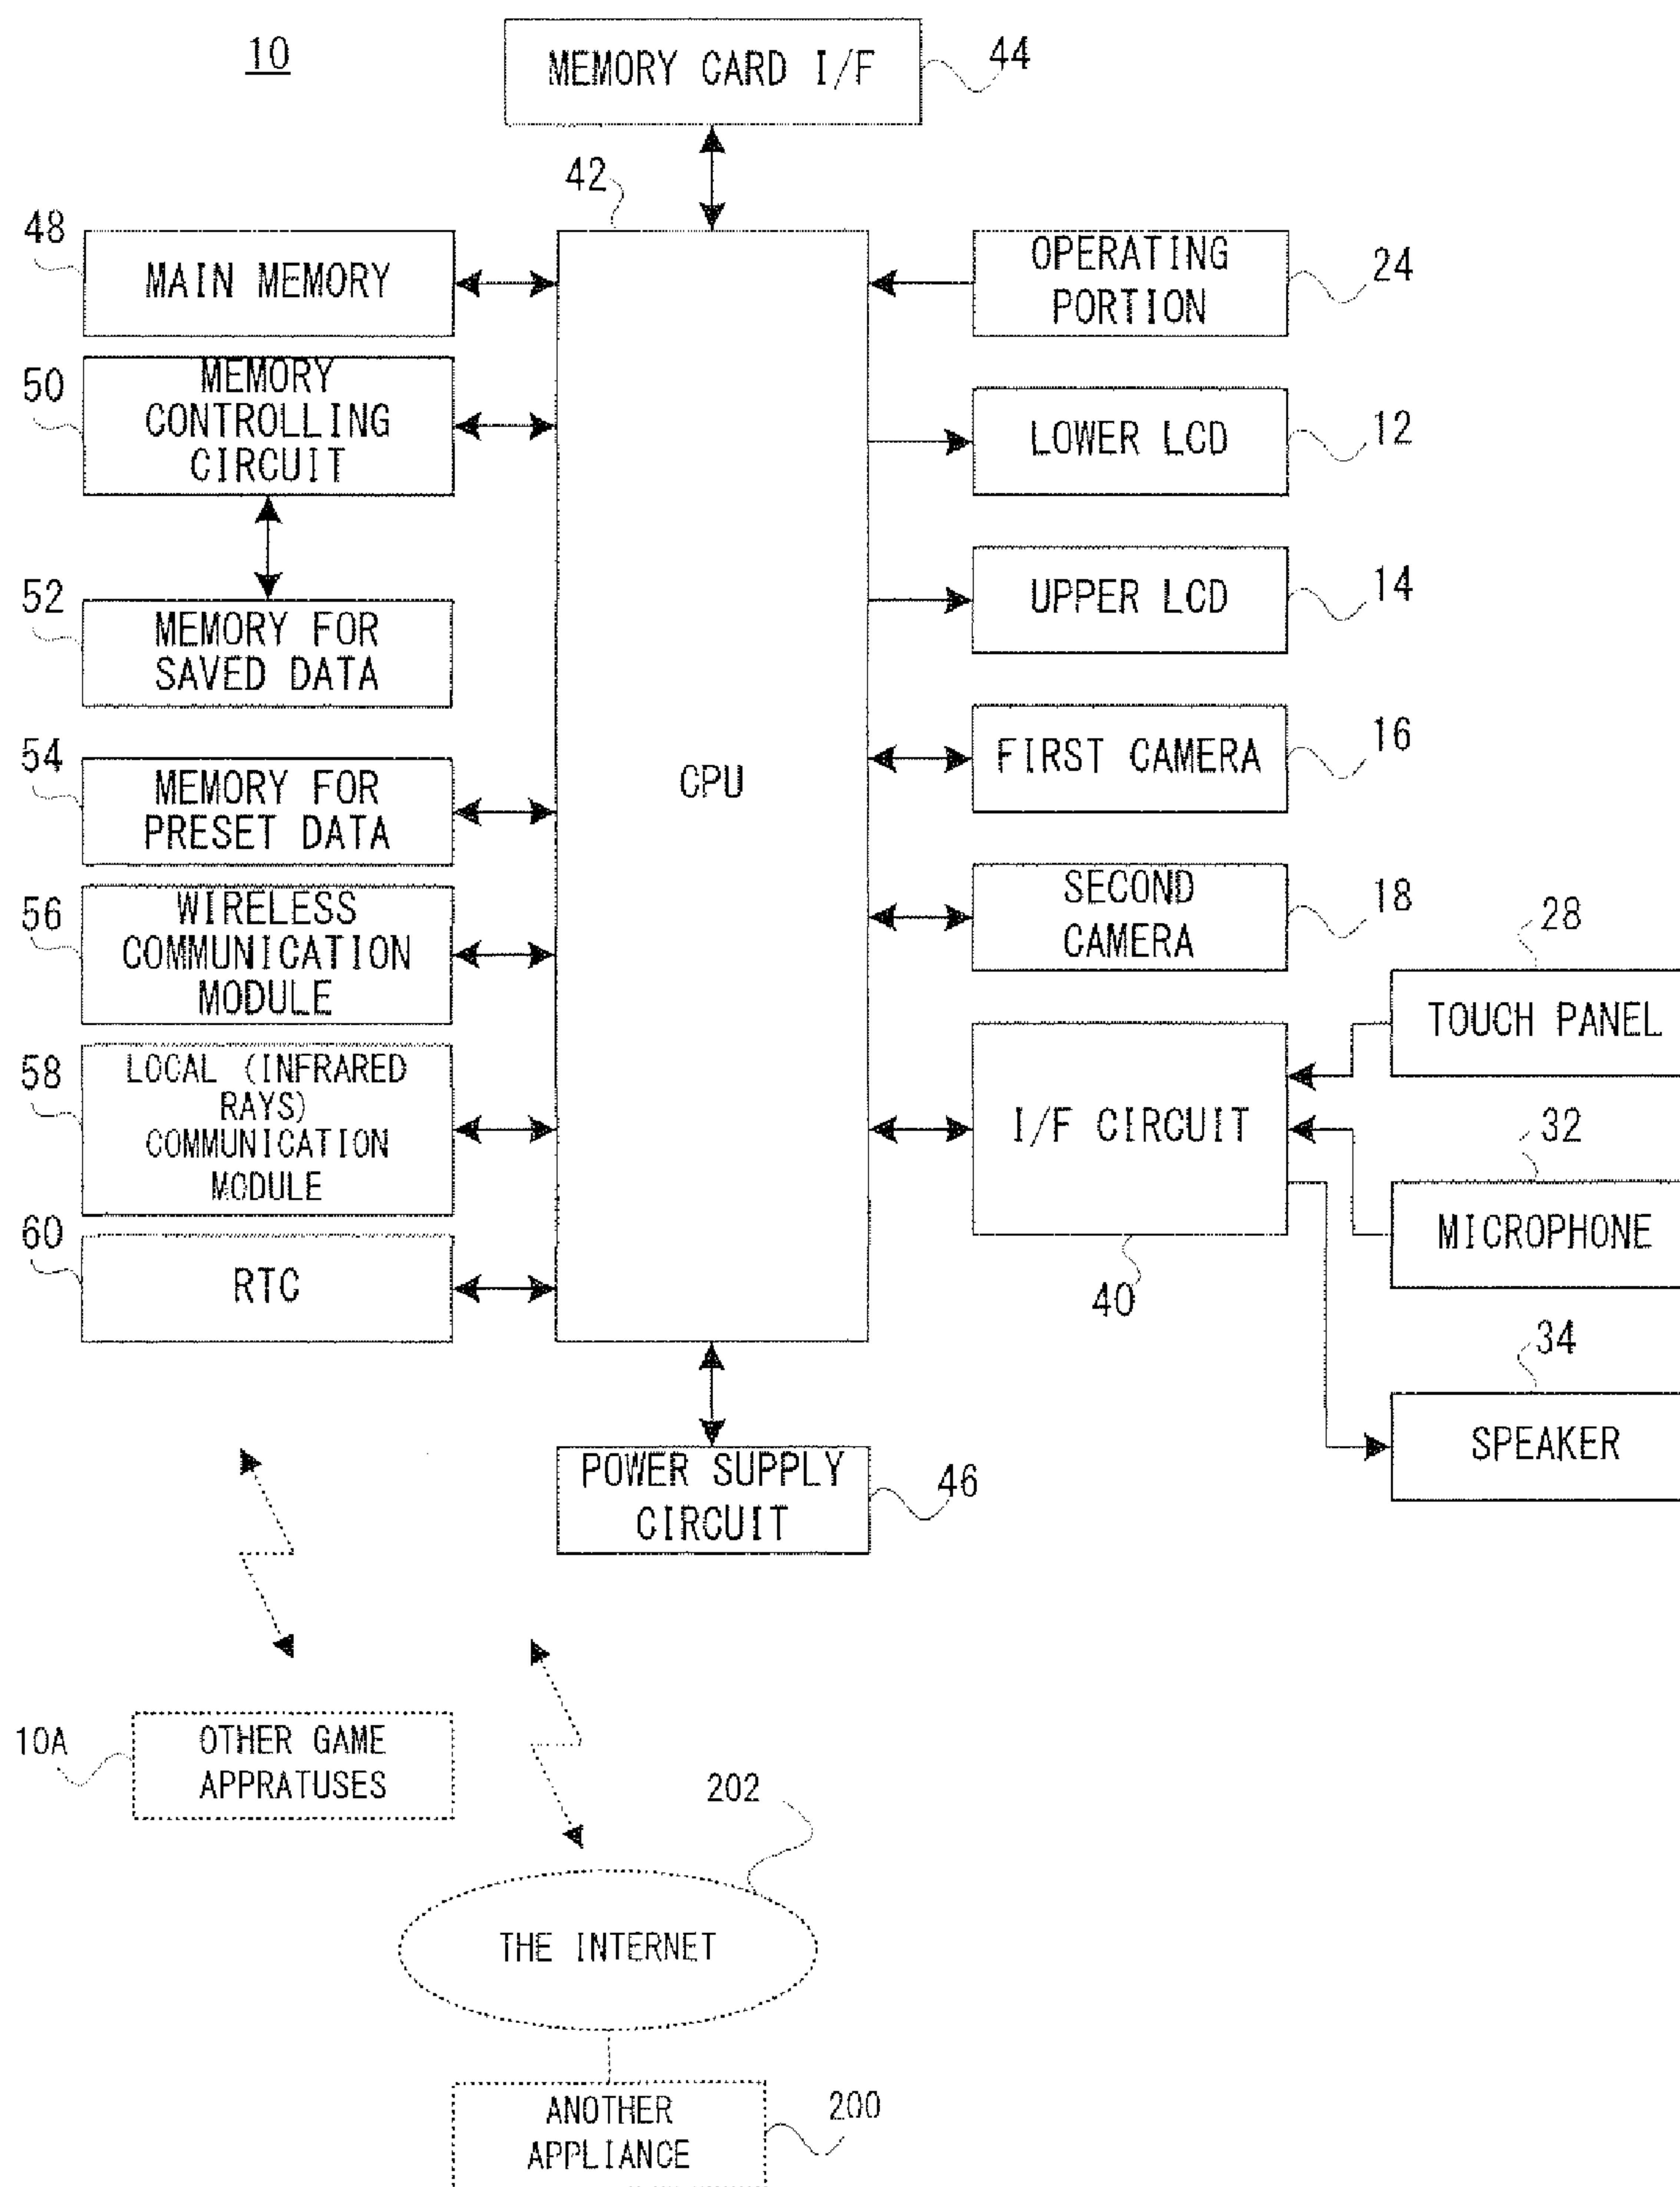 10
MEMORY CARD I/F
44
42
48
MAIN MEMORY
OPERATING
PORTION
24
50
MEMORY
CONTROLLING
CIRCUIT
LOWER LCD
12
52
MEMORY FOR
SAVED DATA
UPPER LCD
14
54
MEMORY FOR
PRESET DATA
CPU
FIRST CAMERA
16
56
WIRELESS
COMMUNICATION
MODULE
SECOND
CAMERA
18
28
TOUCH PANEL
58
LOCAL (INFRARED
RAYS)
COMMUNICATION
MODULE
I/F CIRCUIT
40
32
MICROPHONE
60
RTC
34
SPEAKER
POWER SUPPLY
CIRCUIT
46
10A
OTHER GAME
APPRATUSES
202
THE INTERNET
ANOTHER
APPLIANCE
200